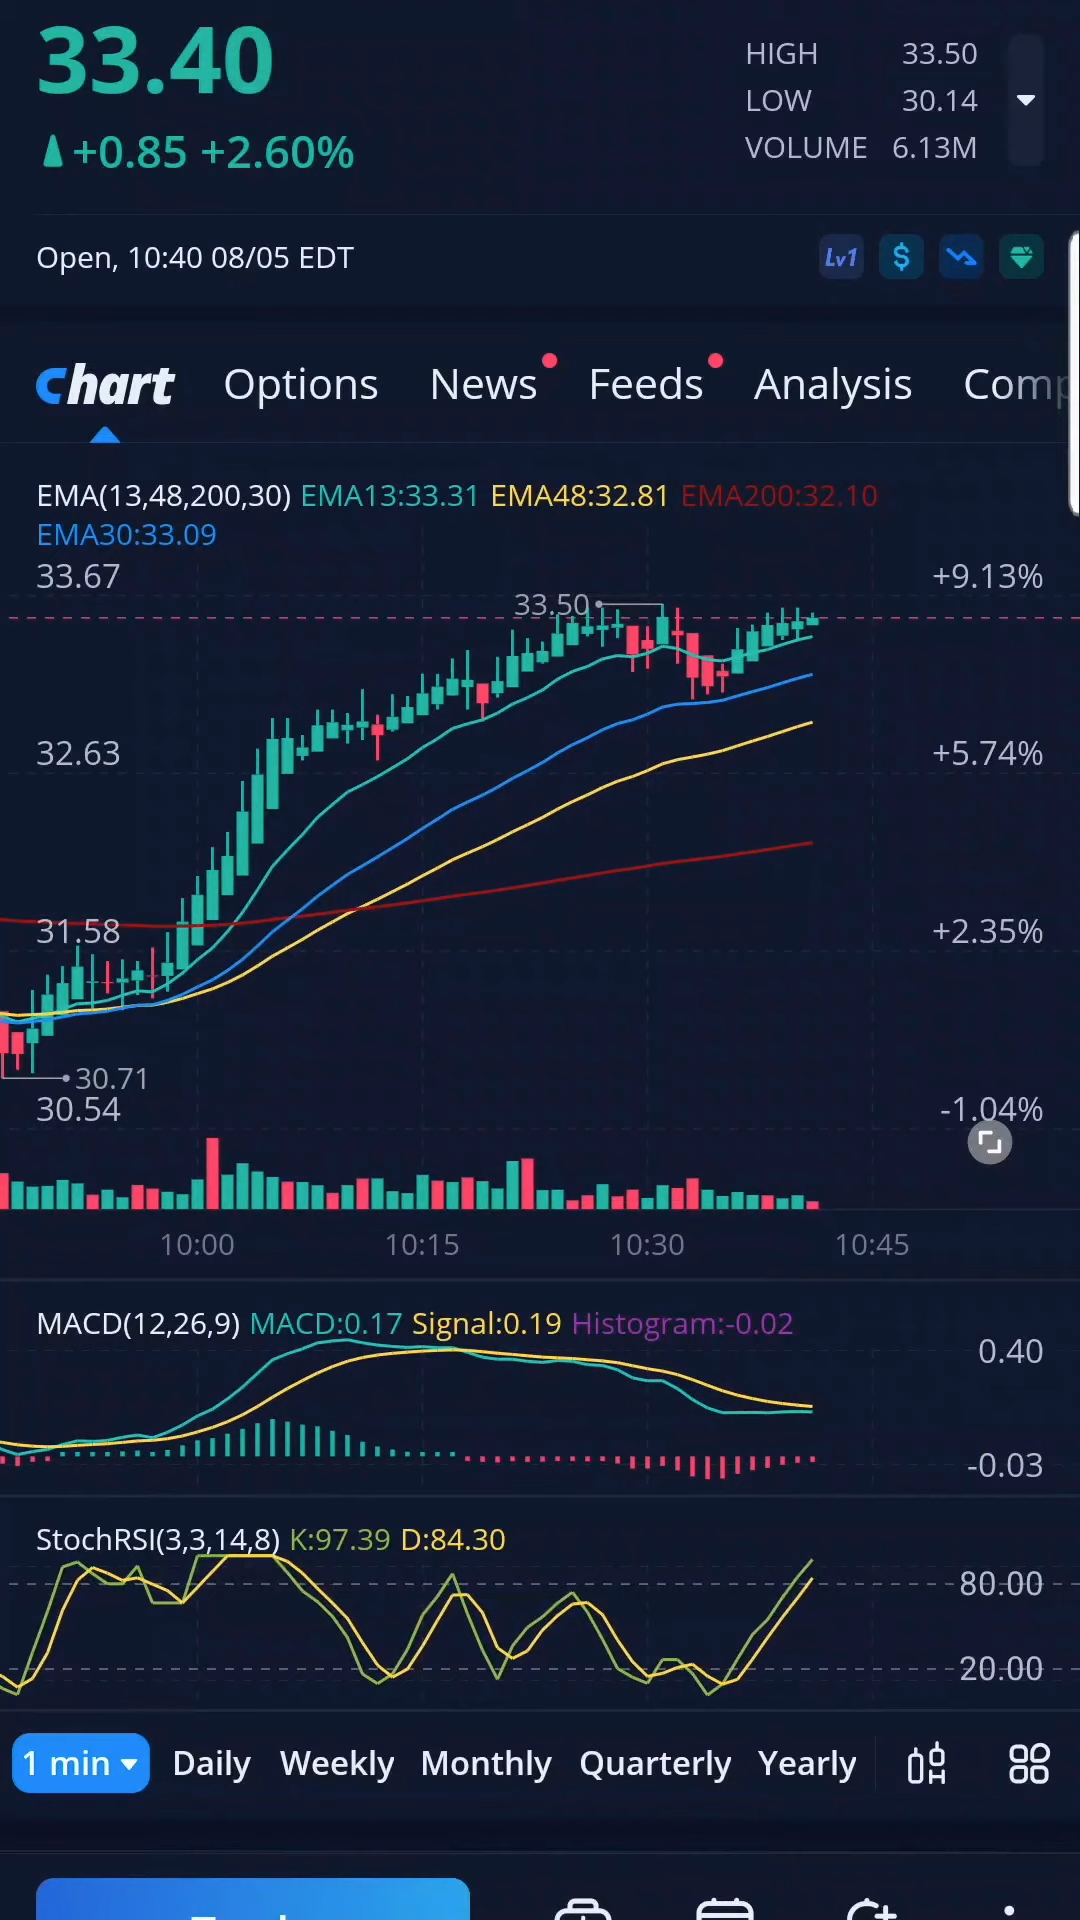 33.40
+0.85 +2.60%
HIGH 33.50
LOW 30.14
VOLUME 6.13M
Open, 10:40 08/05 EDT
Lv1 $
Chart Options News Feeds Analysis
EMA(13,48,200,30) EMA13:33.31 EMA48:32.81 EMA200:32.10
EMA30:33.09
33.67 +9.13%
33.50
32.63 +5.74%
31.58 +2.35%
30.71
30.54 -1.04%
10:00 10:15 10:30 10:45
MACD(12,26,9) MACD:0.17 Signal:0.19 Histogram:-0.02
0.40
-0.03
StochRSI(3,3,14,8) K:97.39 D:84.30
80.00
20.00
1 min Daily Weekly Monthly Quarterly Yearly